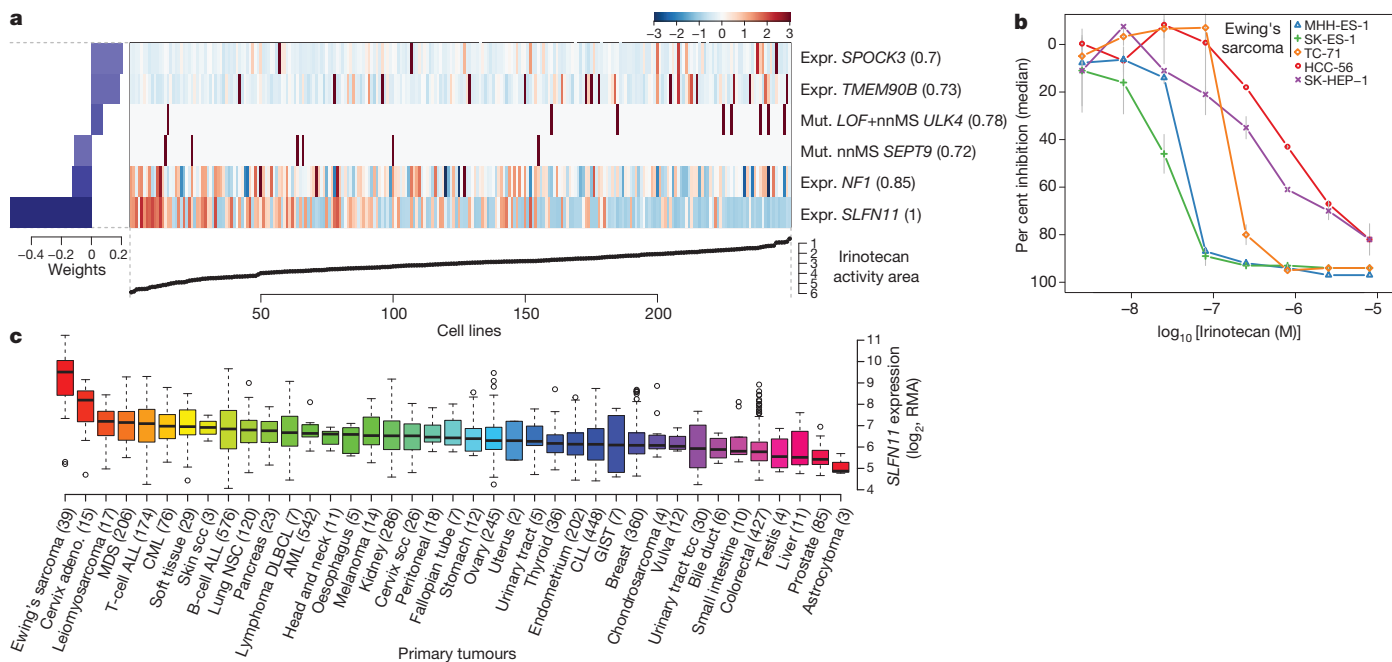 a
−3 −2 −1 0 1 2 3
Expr. SPOCK3 (0.7)
Expr. TMEM90B (0.73)
Mut. LOF+nnMS ULK4 (0.78)
Mut. nnMS SEPT9 (0.72)
Expr. NF1 (0.85)
Expr. SLFN11 (1)
−0.4 −0.2 0 0.2
Weights
1
2
3
4
5
6
Irinotecan
activity area
50 100 150 200
Cell lines
b
Ewing's
sarcoma
MHH-ES-1
SK-ES-1
TC-71
HCC-56
SK-HEP-1
0
20
40
60
80
100
Per cent inhibition (median)
−8 −7 −6 −5
log10 [Irinotecan (M)]
c
11
10
9
8
7
6
5
4
SLFN11 expression
(log2, RMA)
Ewing's sarcoma (39)
Cervix adeno. (15)
Leiomyosarcoma (17)
MDS (206)
T-cell ALL (174)
CML (76)
Soft tissue (29)
Skin scc (3)
B-cell ALL (576)
Lung NSC (120)
Pancreas (23)
Lymphoma DLBCL (7)
AML (542)
Head and neck (11)
Oesophagus (5)
Melanoma (14)
Kidney (286)
Cervix scc (26)
Peritoneal (18)
Fallopian tube (7)
Stomach (12)
Ovary (245)
Uterus (2)
Urinary tract (5)
Thyroid (36)
Endometrium (202)
CLL (448)
GIST (7)
Breast (360)
Chondrosarcoma (4)
Vulva (12)
Urinary tract tcc (30)
Bile duct (6)
Small intestine (10)
Colorectal (427)
Testis (4)
Liver (11)
Prostate (85)
Astrocytoma (3)
Primary tumours